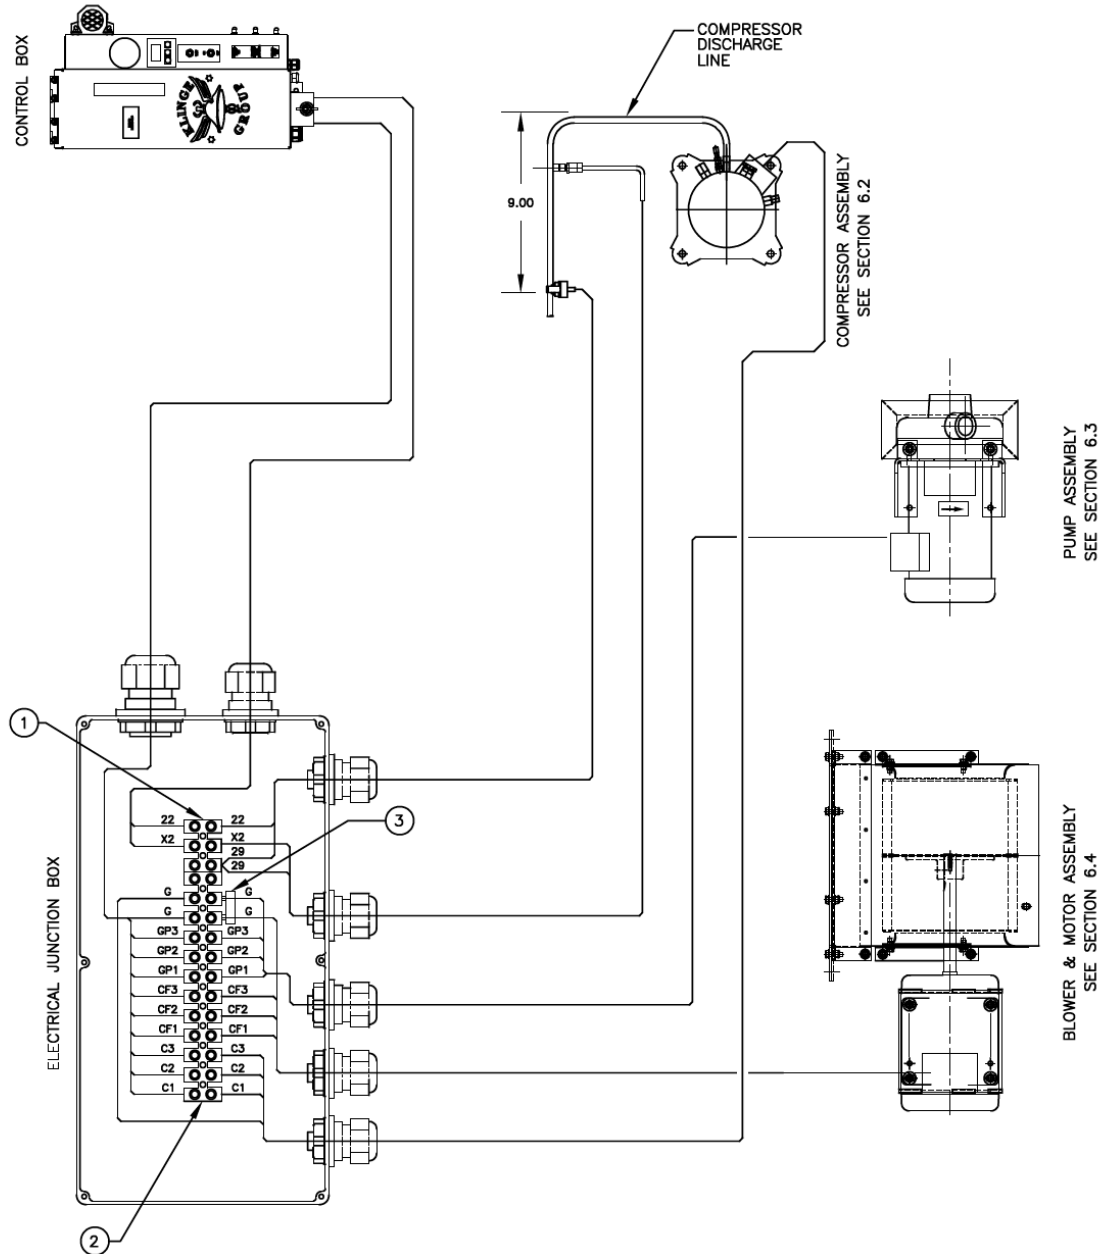 CONTROL BOX
KLINGE
GROUP
COMPRESSOR
DISCHARGE
LINE
9.00
COMPRESSOR ASSEMBLY
SEE SECTION 6.2
PUMP ASSEMBLY
SEE SECTION 6.3
BLOWER & MOTOR ASSEMBLY
SEE SECTION 6.4
ELECTRICAL JUNCTION BOX
1
3
2
22 22
X2 X2
29
29
G G
G G
GP3 GP3
GP2 GP2
GP1 GP1
CF3 CF3
CF2 CF2
CF1 CF1
C3 C3
C2 C2
C1 C1